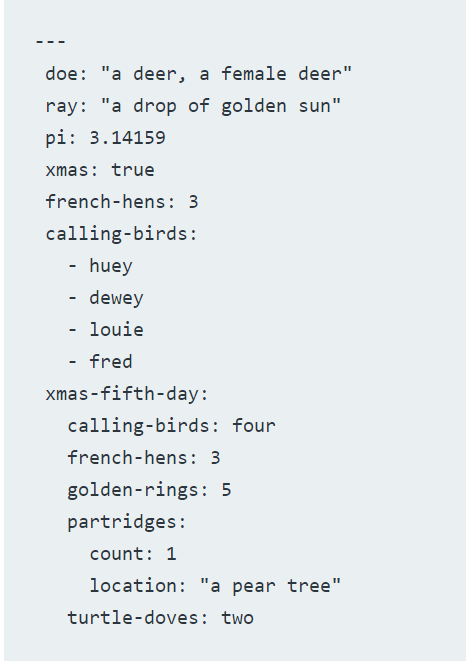 ---
 doe: "a deer, a female deer"
 ray: "a drop of golden sun"
 pi: 3.14159
 xmas: true
 french-hens: 3
 calling-birds:
   - huey
   - dewey
   - louie
   - fred
 xmas-fifth-day:
   calling-birds: four
   french-hens: 3
   golden-rings: 5
   partridges:
     count: 1
     location: "a pear tree"
   turtle-doves: two